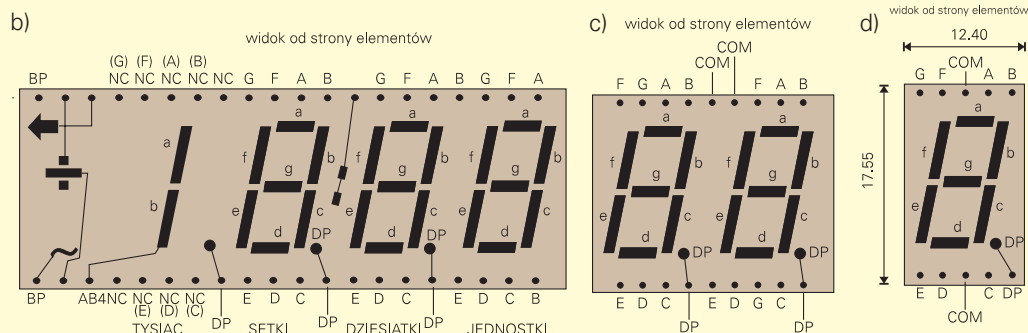 b)
widok od strony elementów
(G) (F) (A) (B)
BP NC NC NC NC NC G F A B G F A B G F A
a a a a
f b f b f b
g g g
b
e c e c e c
d d d
DP DP
BP AB4 NC NC NC NC E D C E D C E D C B
(E) (D) (C)
TYSIĄC DP SETKI DP DZIESIĄTKI DP JEDNOSTKI
c)
widok od strony elementów
COM
COM
F G A B F A B
a a
f b f b
g g
e c e c
d d
DP DP
E D C E D G C
DP DP
d)
widok od strony elementów
12.40
COM
G F A B
17.55
a
f b
g
e c
d
DP
E D C DP
COM